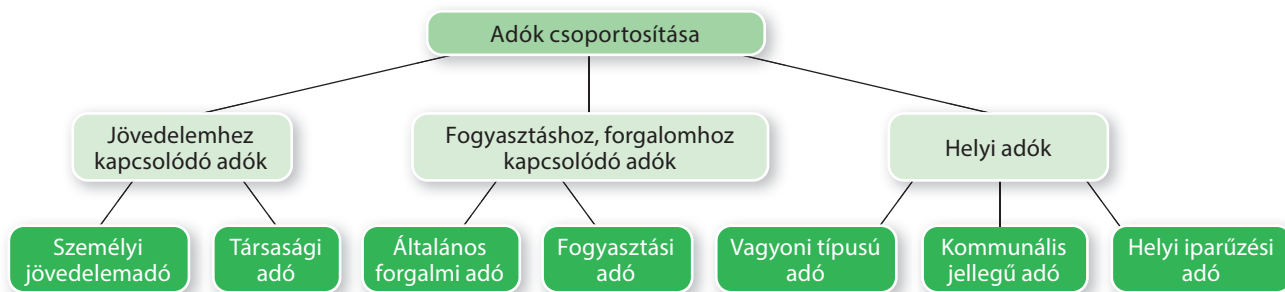 Adók csoportosítása
Jövedelemhez
kapcsolódó adók
Fogyasztáshoz, forgalomhoz
kapcsolódó adók
Helyi adók
Személyi
jövedelemadó
Társasági
adó
Általános
forgalmi adó
Fogyasztási
adó
Vagyoni típusú
adó
Kommunális
jellegű adó
Helyi iparűzési
adó